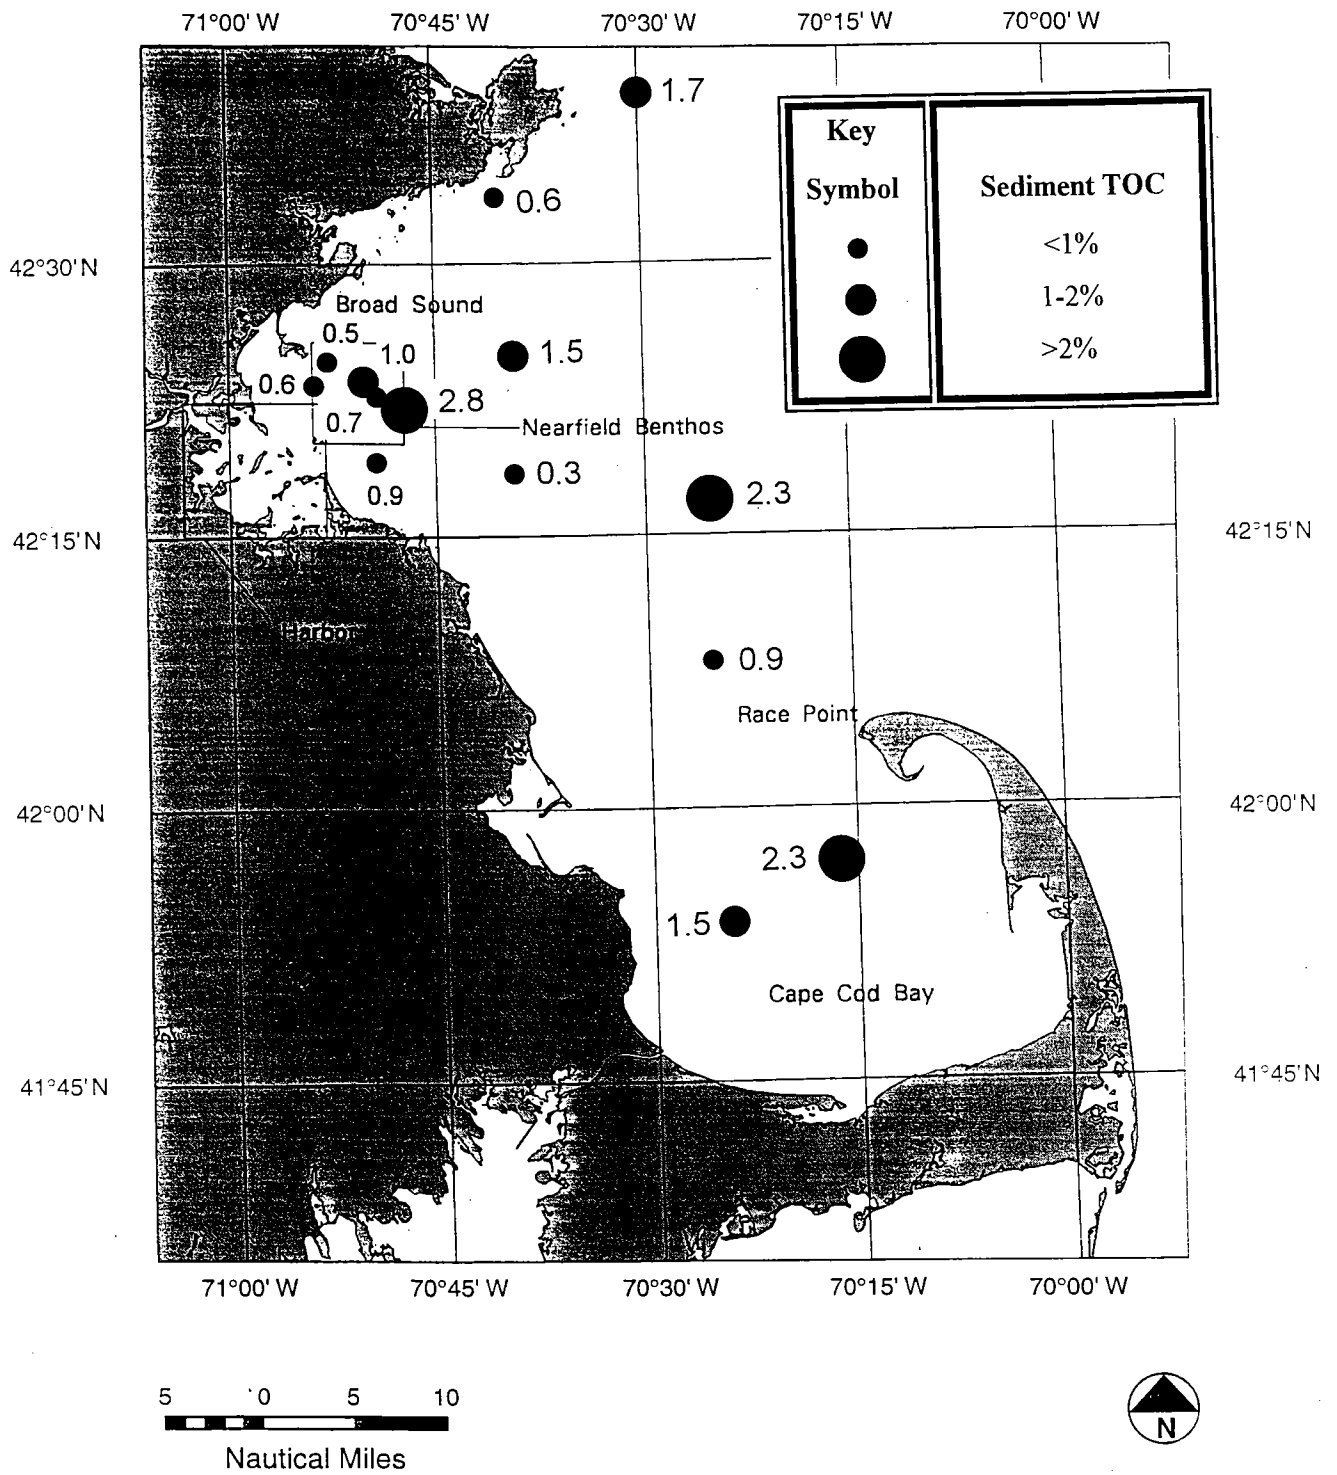 71°00' W 70°45' W 70°30' W 70°15' W 70°00' W
1.7
Key
Symbol
Sediment TOC
<1%
1-2%
>2%
0.6
42°30' N
Broad Sound
0.5
1.0
1.5
0.6
2.8
0.7
Nearfield Benthos
0.9
0.3
2.3
42°15' N
42°15' N
Harbor
0.9
Race Point
42°00' N
42°00' N
2.3
1.5
Cape Cod Bay
41°45' N
41°45' N
71°00' W 70°45' W 70°30' W 70°15' W 70°00' W
5 0 5 10
Nautical Miles
N